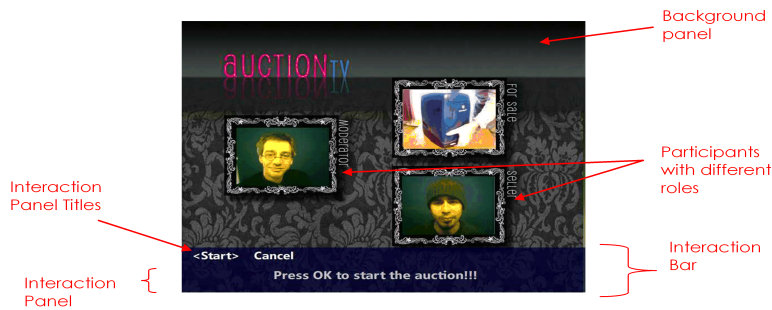 Background
panel
AUCTIONTV
For sale
Moderator
Participants
with different
roles
Seller
Interaction
Panel Titles
<Start> Cancel
Interaction
Bar
Press OK to start the auction!!!
Interaction
Panel